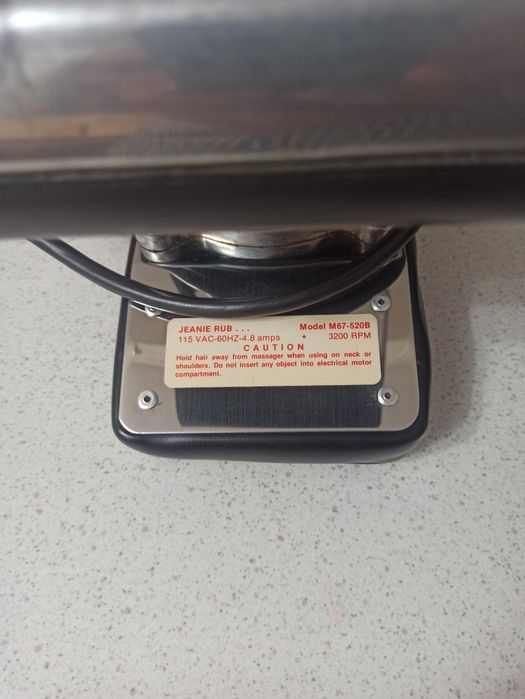 JEANIE RUB . . . Model M67-520B
115 VAC-60HZ-4.8 amps • 3200 RPM
CAUTION
Hold hair away from massager when using on neck or
shoulders. Do not insert any object into electrical motor
compartment.